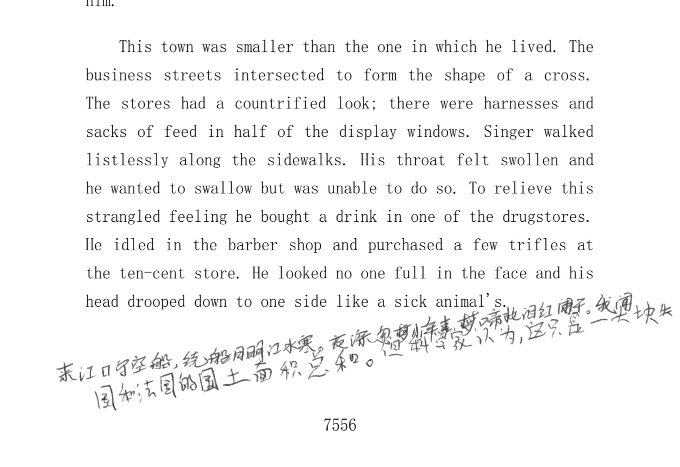 him.
This town was smaller than the one in which he lived. The
business streets intersected to form the shape of a cross.
The stores had a countrified look; there were harnesses and
sacks of feed in half of the display windows. Singer walked
listlessly along the sidewalks. His throat felt swollen and
he wanted to swallow but was unable to do so. To relieve this
strangled feeling he bought a drink in one of the drugstores.
He idled in the barber shop and purchased a few trifles at
the ten-cent store. He looked no one full in the face and his
head drooped down to one side like a sick animal's.
来江口守空船,绕船月明江水寒。夜深忽梦少年事,梦啼妆泪红阑干。我闻
国和法国的国土面积总和。但科学家认为,这只是一块失
7556